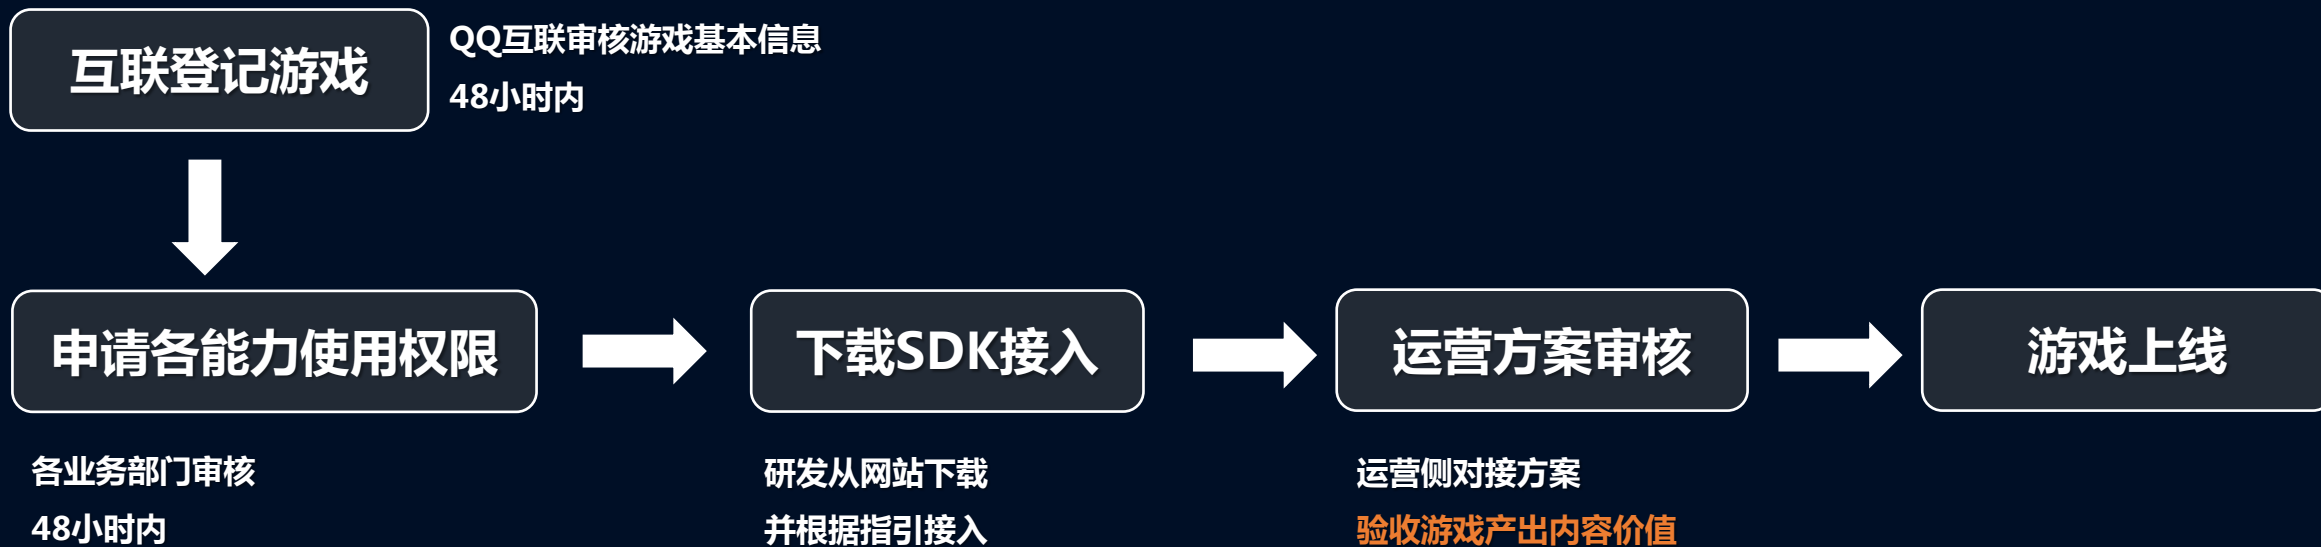 互联登记游戏
QQ互联审核游戏基本信息
48小时内
申请各能力使用权限
下载SDK接入
运营方案审核
游戏上线
各业务部门审核
48小时内
研发从网站下载
并根据指引接入
运营侧对接方案
验收游戏产出内容价值